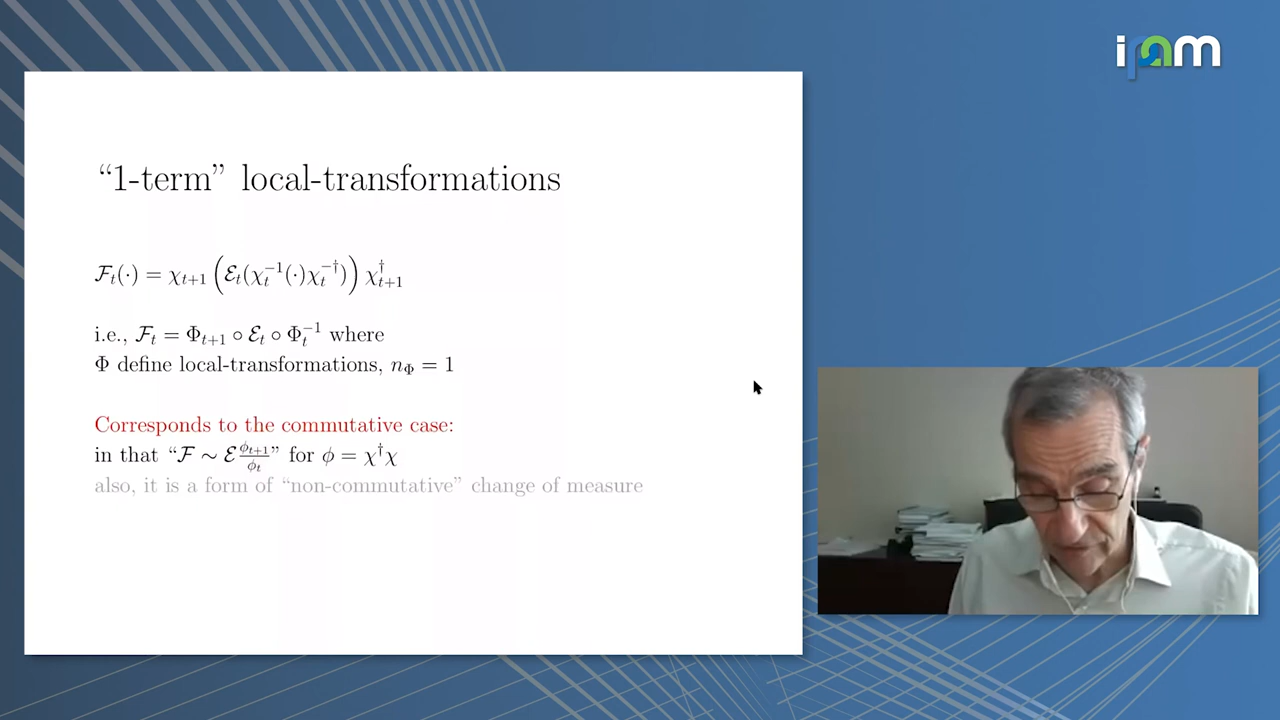 ipam
“1-term” local-transformations
𝓕ₜ(·) = χₜ₊₁ (𝓔ₜ(χₜ⁻¹(·)χₜ⁻†)) χ†ₜ₊₁
i.e., 𝓕ₜ = Φₜ₊₁ ∘ 𝓔ₜ ∘ Φₜ⁻¹ where
Φ define local-transformations, n_Φ = 1
Corresponds to the commutative case:
in that “𝓕 ∼ 𝓔 ϕₜ₊₁/ϕₜ” for ϕ = χ†χ
also, it is a form of “non-commutative” change of measure